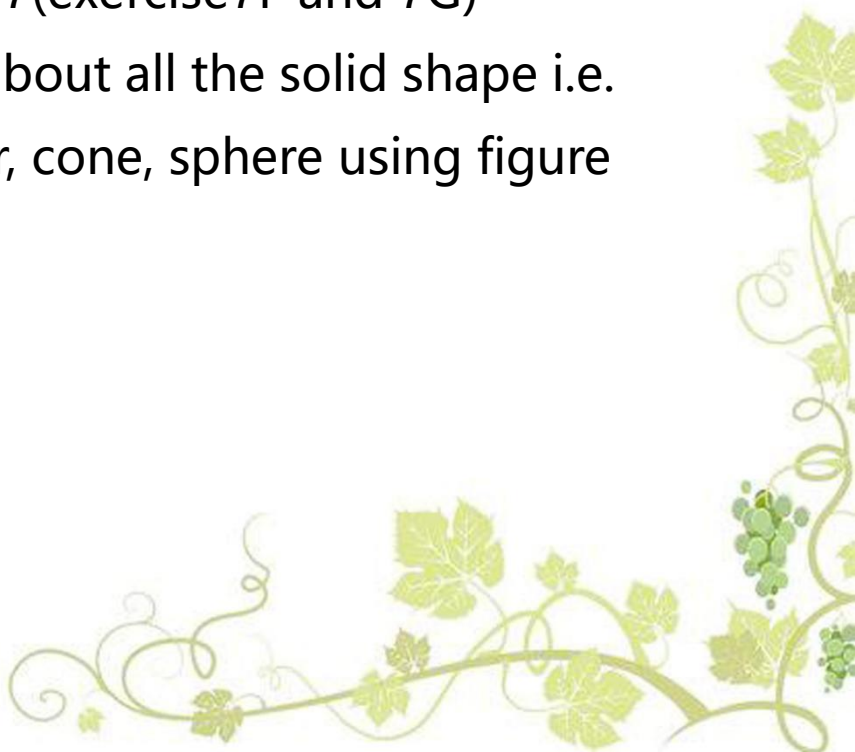 7(exercise7F and 7G)
bout all the solid shape i.e.
r, cone, sphere using figure